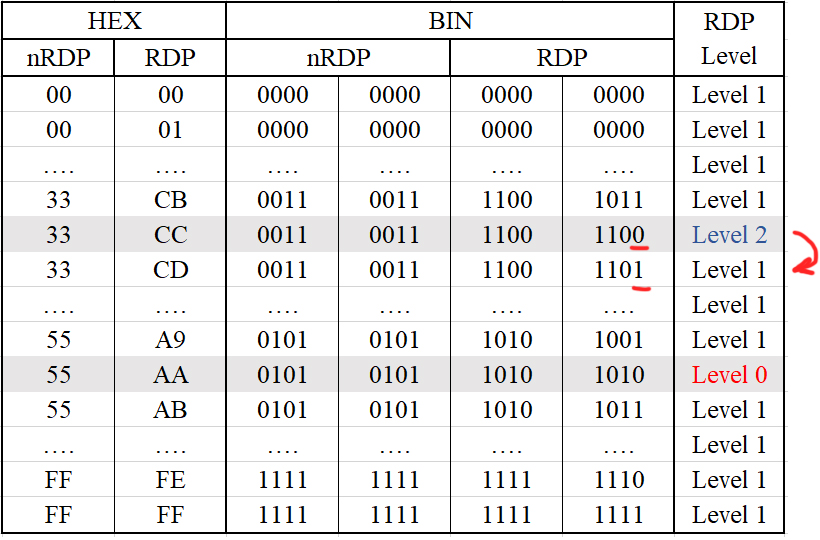 HEX BIN RDP Level
nRDP RDP nRDP RDP
00 00 0000 0000 0000 0000 Level 1
00 01 0000 0000 0000 0000 Level 1
.... .... .... .... .... .... Level 1
33 CB 0011 0011 1100 1011 Level 1
33 CC 0011 0011 1100 1100 Level 2
33 CD 0011 0011 1100 1101 Level 1
.... .... .... .... .... .... Level 1
55 A9 0101 0101 1010 1001 Level 1
55 AA 0101 0101 1010 1010 Level 0
55 AB 0101 0101 1010 1011 Level 1
.... .... .... .... .... .... Level 1
FF FE 1111 1111 1111 1110 Level 1
FF FF 1111 1111 1111 1111 Level 1